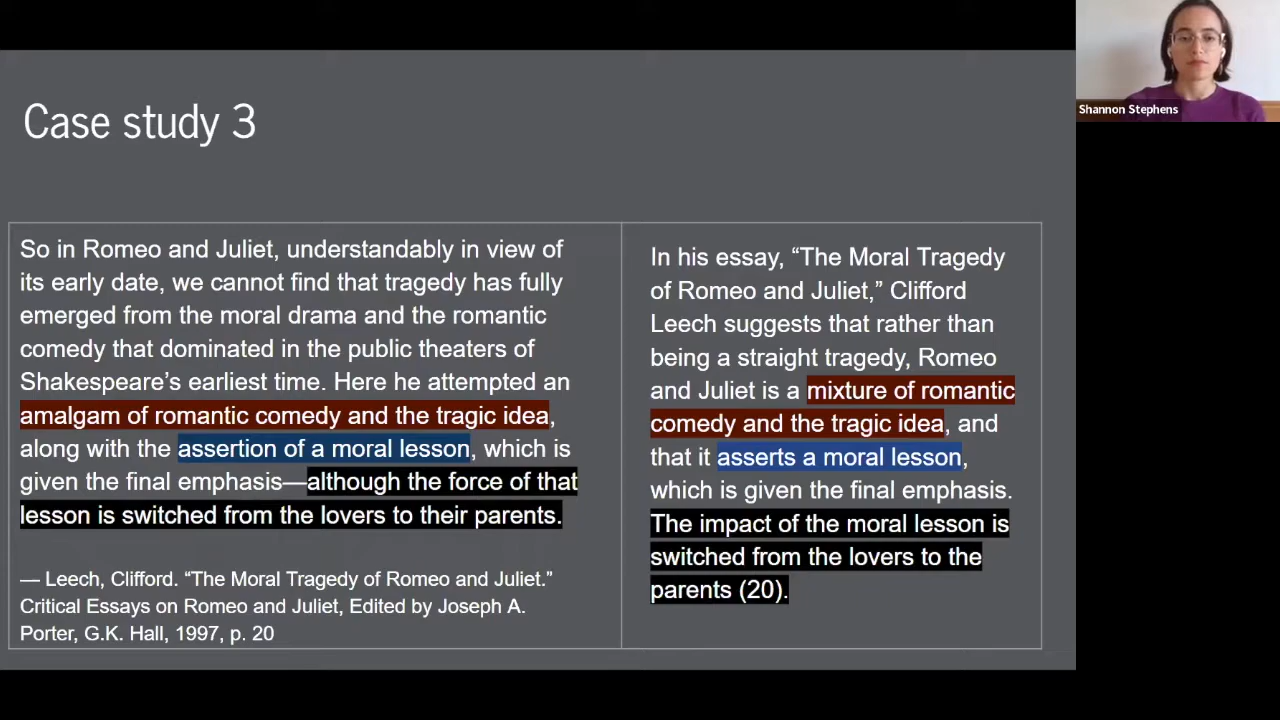 Case study 3
So in Romeo and Juliet, understandably in view of
its early date, we cannot find that tragedy has fully
emerged from the moral drama and the romantic
comedy that dominated in the public theaters of
Shakespeare’s earliest time. Here he attempted an
amalgam of romantic comedy and the tragic idea,
along with the assertion of a moral lesson, which is
given the final emphasis—although the force of that
lesson is switched from the lovers to their parents.
— Leech, Clifford. “The Moral Tragedy of Romeo and Juliet.”
Critical Essays on Romeo and Juliet, Edited by Joseph A.
Porter, G.K. Hall, 1997, p. 20
In his essay, “The Moral Tragedy
of Romeo and Juliet,” Clifford
Leech suggests that rather than
being a straight tragedy, Romeo
and Juliet is a mixture of romantic
comedy and the tragic idea, and
that it asserts a moral lesson,
which is given the final emphasis.
The impact of the moral lesson is
switched from the lovers to the
parents (20).
Shannon Stephens